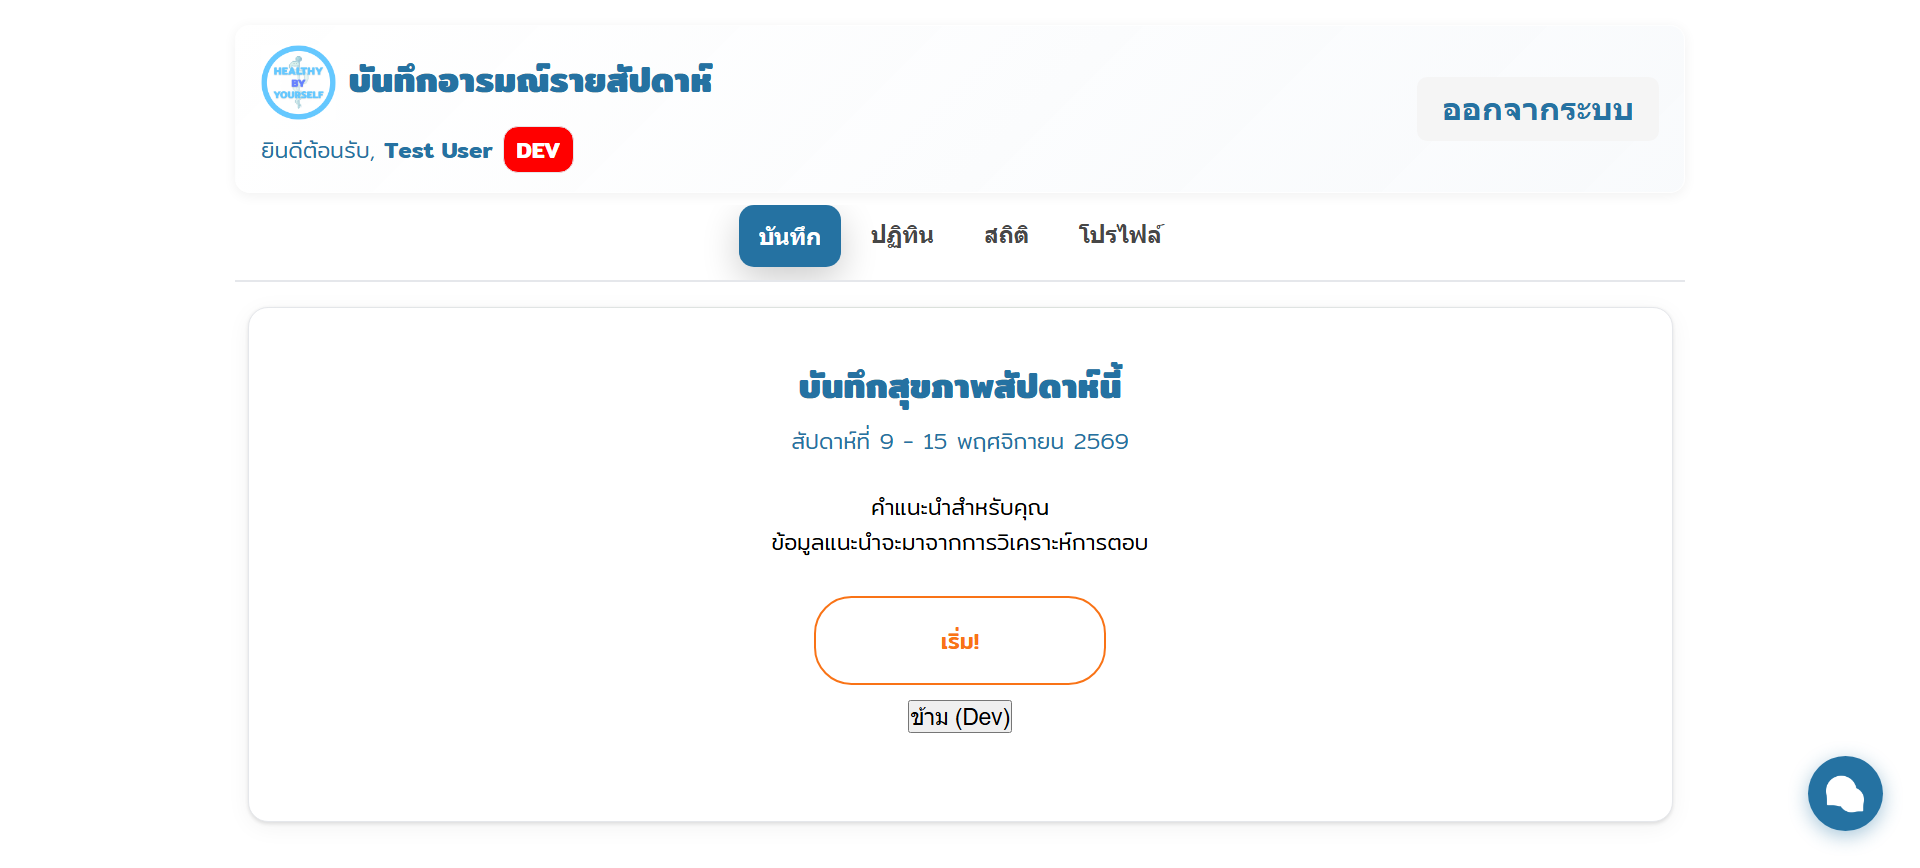 HEALTHY
BY
YOURSELF
บันทึกอารมณ์รายสัปดาห์
ยินดีต้อนรับ, Test User DEV
ออกจากระบบ
บันทึก ปฏิทิน สถิติ โปรไฟล์
บันทึกสุขภาพสัปดาห์นี้
สัปดาห์ที่ 9 - 15 พฤศจิกายน 2569
คำแนะนำสำหรับคุณ
ข้อมูลแนะนำจะมาจากการวิเคราะห์การตอบ
เริ่ม!
ข้าม (Dev)